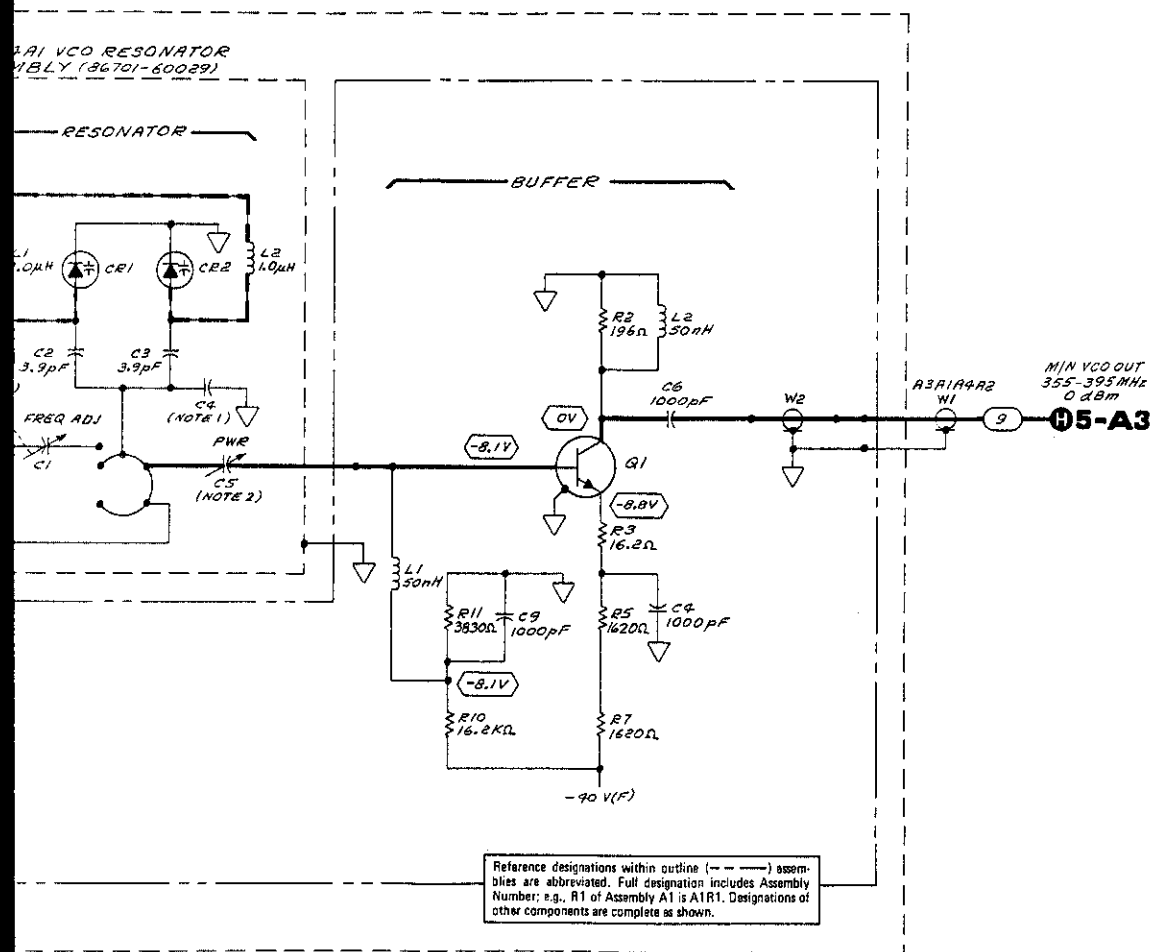 4A1 VCO RESONATOR
MBLY (86701-60029)
RESONATOR
BUFFER
L1
.0μH
CR1
CR2
L2
1.0μH
C2
3.9pF
C3
3.9pF
C4
(NOTE 1)
FREQ ADJ
C1
PWR
C5
(NOTE 2)
R2
196Ω
L2
50nH
C6
1000pF
0V
-8.1V
Q1
-8.8V
W2
A3A1A4A2
W1
9
MIN VCO OUT
355-395MHz
0 dBm
H 5-A3
R3
16.2Ω
L1
50nH
R11
3830Ω
C9
1000pF
R5
1620Ω
C4
1000pF
-8.1V
R10
16.2KΩ
R7
1620Ω
-40 V(F)
Reference designations within outline (— — —) assem-
blies are abbreviated. Full designation includes Assembly
Number; e.g., R1 of Assembly A1 is A1R1. Designations of
other components are complete as shown.